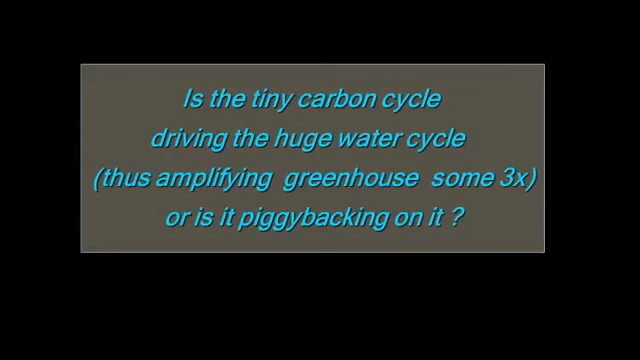 Is the tiny carbon cycle
driving the huge water cycle
(thus amplifying greenhouse some 3x)
or is it piggybacking on it ?